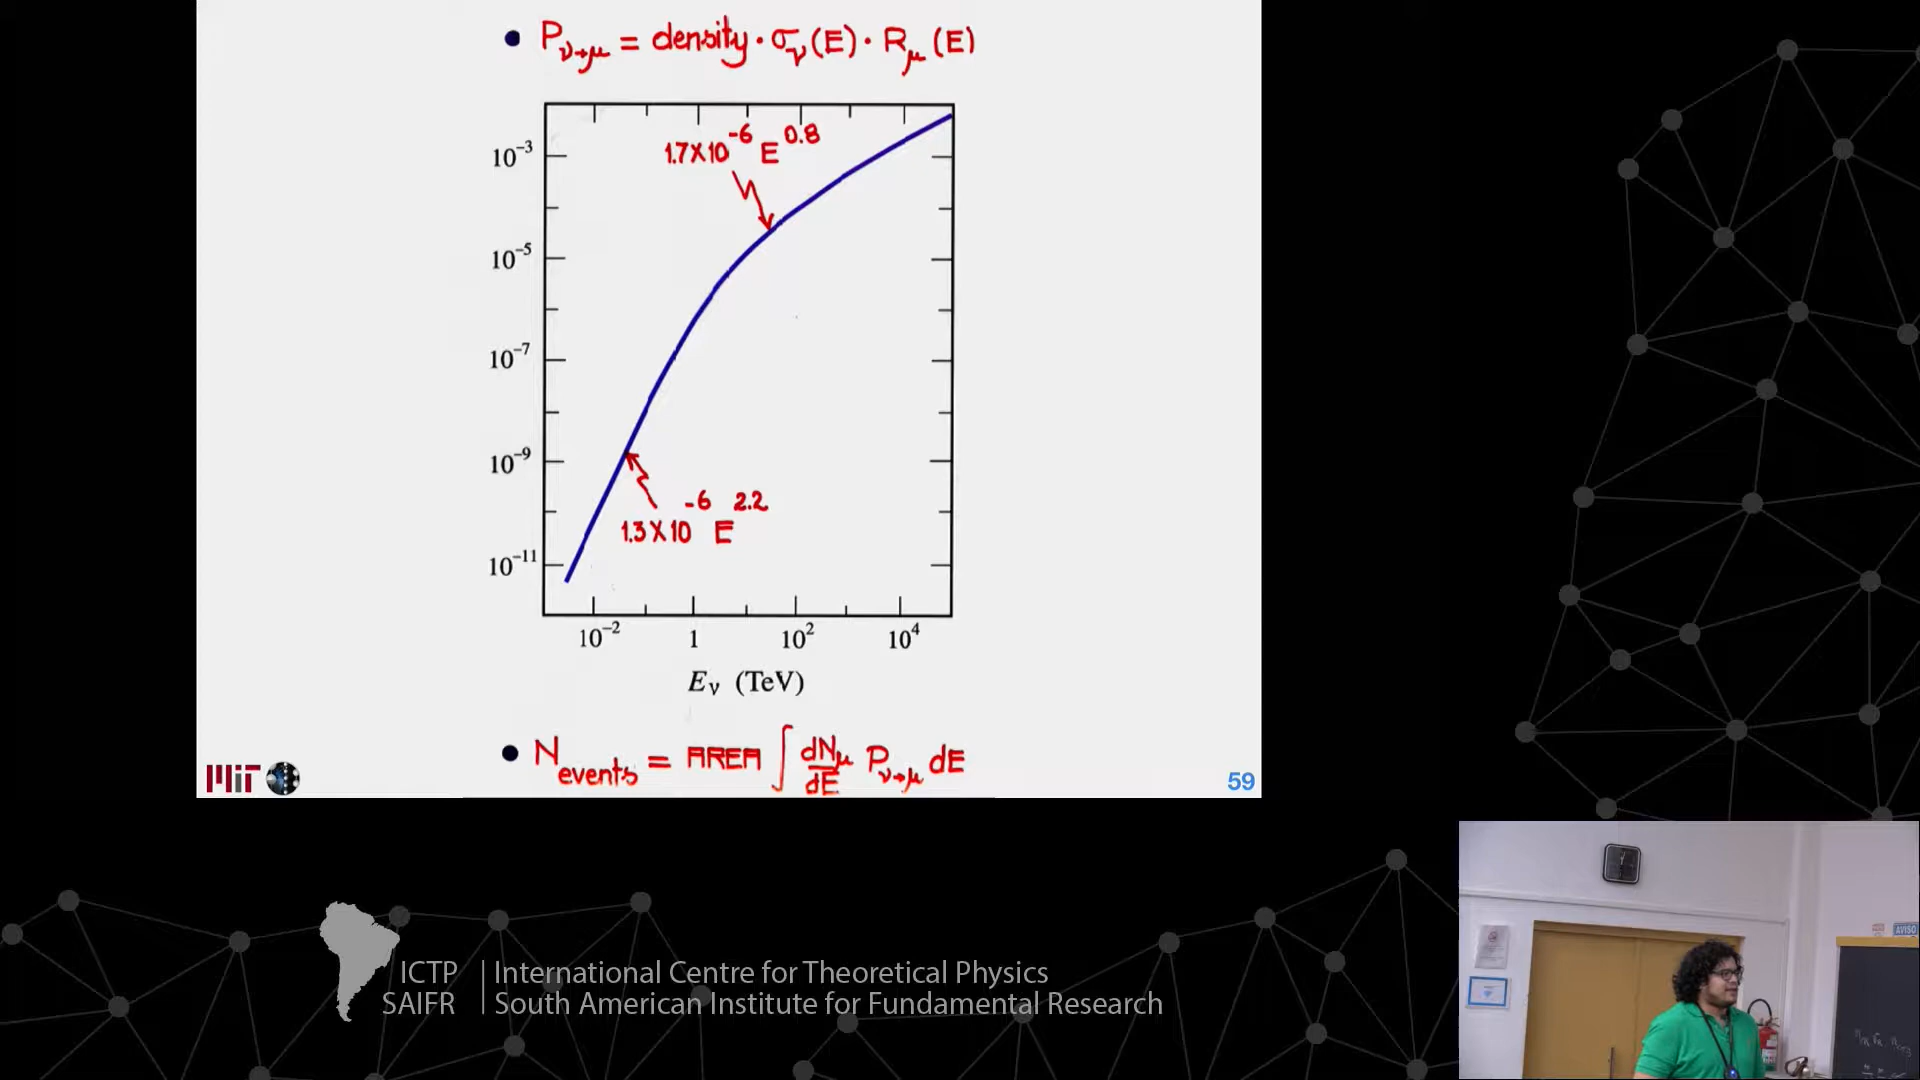 • P_ν→μ = density · σ_ν(E) · R_μ(E)
1.7×10^-6 E^0.8
10^-3
10^-5
10^-7
10^-9
1.3×10^-6 E^2.2
10^-11
10^-2 1 10^2 10^4
E_ν (TeV)
• N_events = AREA ∫ dN_μ/dE P_ν→μ dE
MIT
59
AVISO
ICTP International Centre for Theoretical Physics
SAIFR South American Institute for Fundamental Research